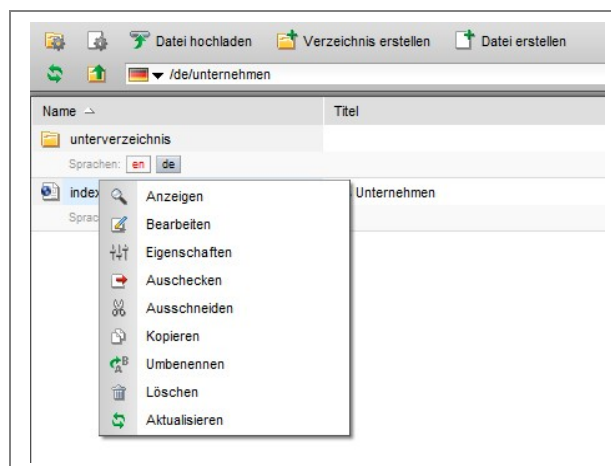 Datei hochladen Verzeichnis erstellen Datei erstellen
/de/unternehmen
Name Titel
unterverzeichnis
Sprachen: en de
index Unternehmen
Sprac
Anzeigen
Bearbeiten
Eigenschaften
Auschecken
Ausschneiden
Kopieren
Umbenennen
Löschen
Aktualisieren